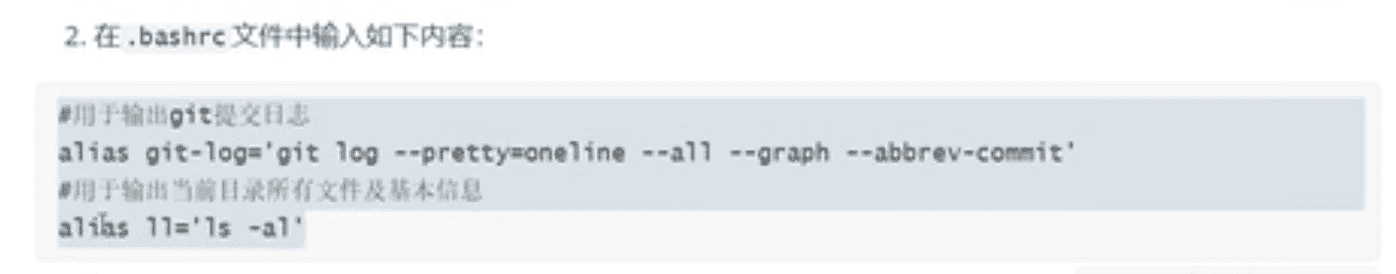 2. 在 .bashrc 文件中输入如下内容：
#用于输出git提交日志
alias git-log='git log --pretty=oneline --all --graph --abbrev-commit'
#用于输出当前目录所有文件及基本信息
alias ll='ls -al'